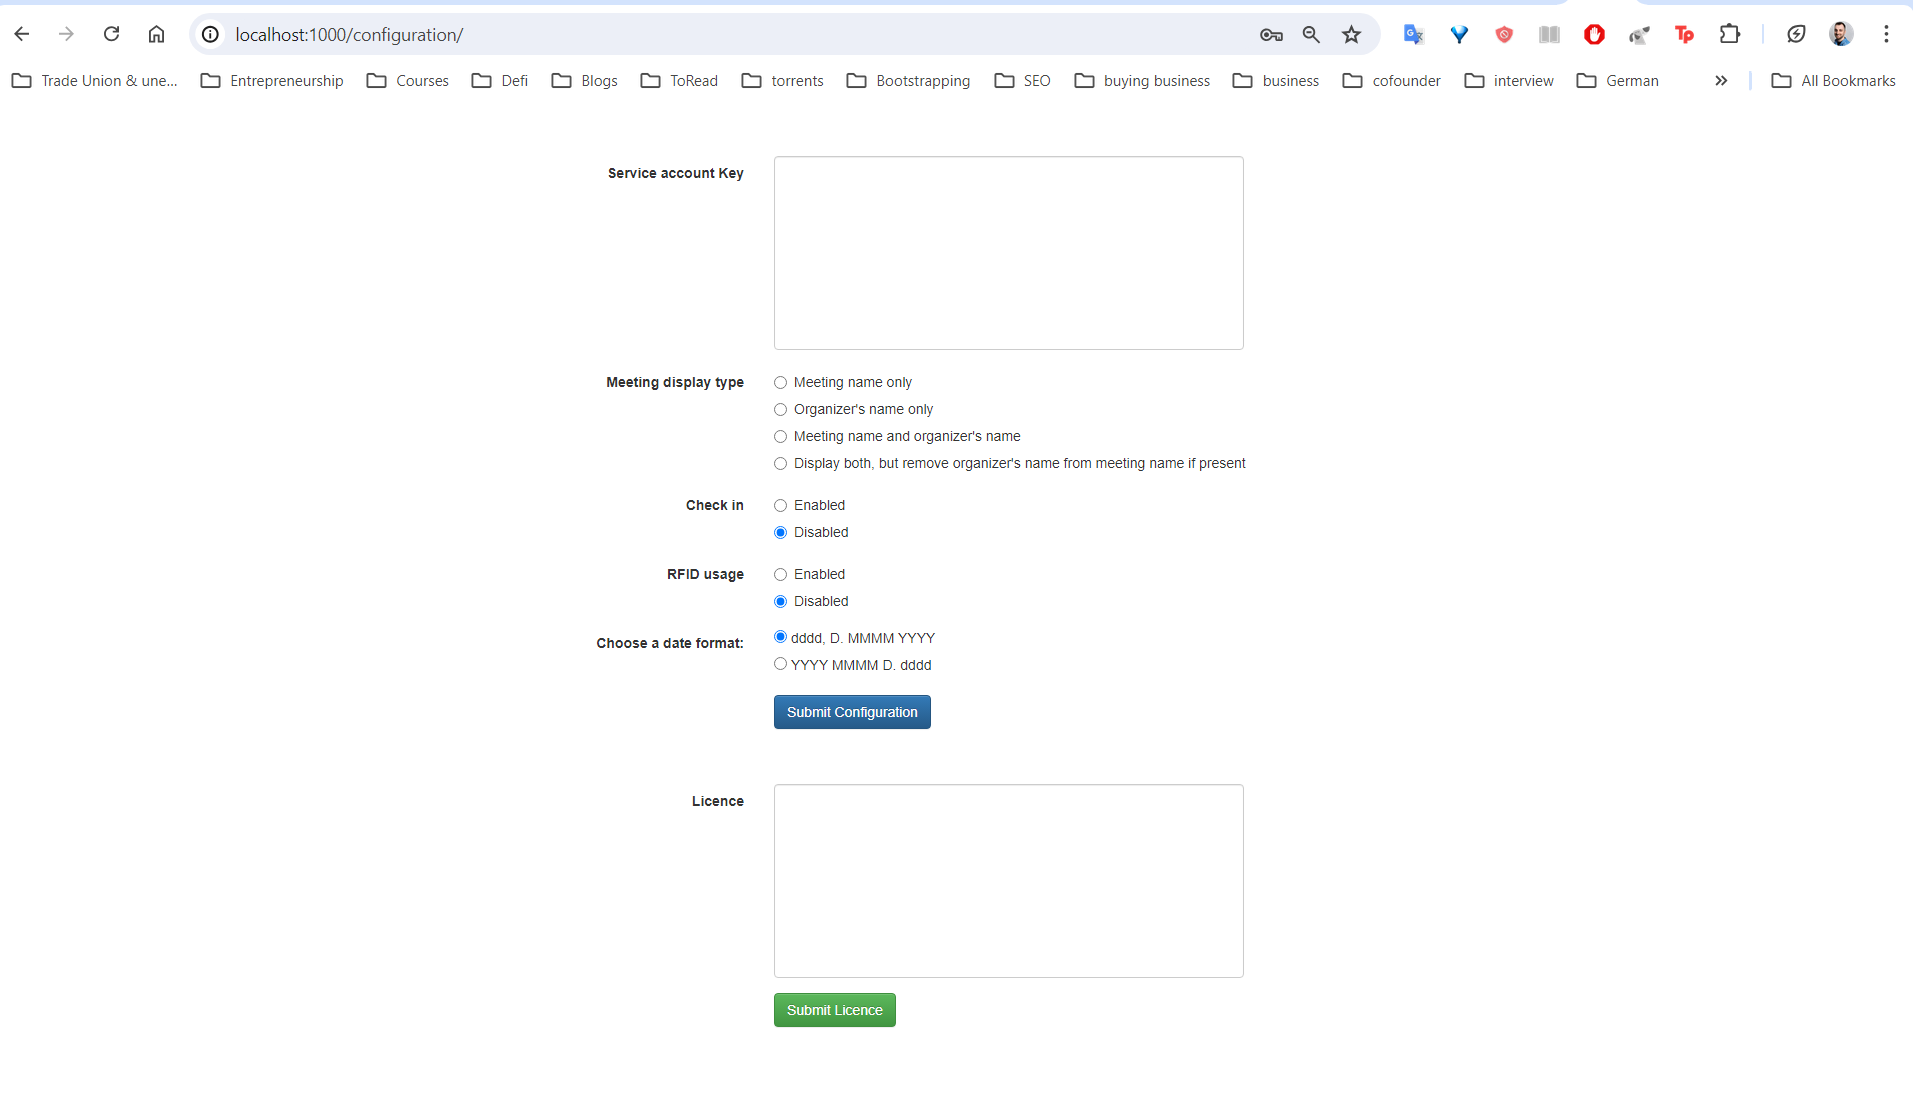 localhost:1000/configuration/
Trade Union & une... Entrepreneurship Courses Defi Blogs ToRead torrents Bootstrapping SEO buying business business cofounder interview German » All Bookmarks
Service account Key
Meeting display type
Meeting name only
Organizer's name only
Meeting name and organizer's name
Display both, but remove organizer's name from meeting name if present
Check in
Enabled
Disabled
RFID usage
Enabled
Disabled
Choose a date format:
dddd, D. MMMM YYYY
YYYY MMMM D. dddd
Submit Configuration
Licence
Submit Licence